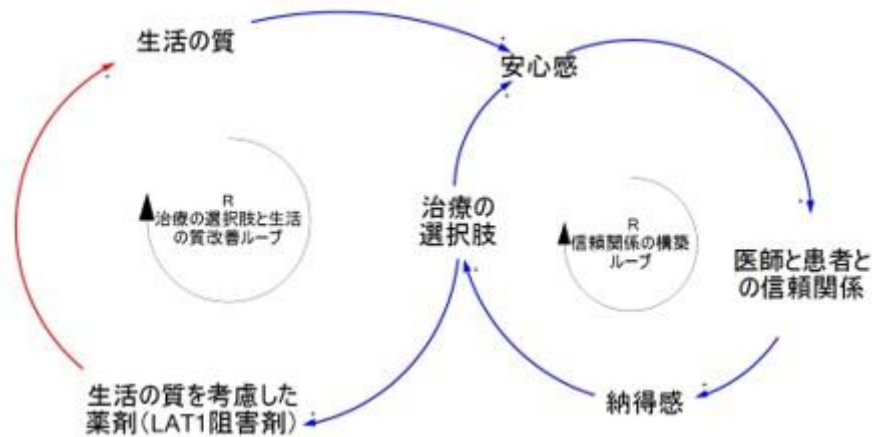 生活の質
安心感
R
治療の選択肢と生活
の質改善ループ
治療の
選択肢
R
信頼関係の構築
ループ
医師と患者と
の信頼関係
生活の質を考慮した
薬剤(LAT1阻害剤)
納得感